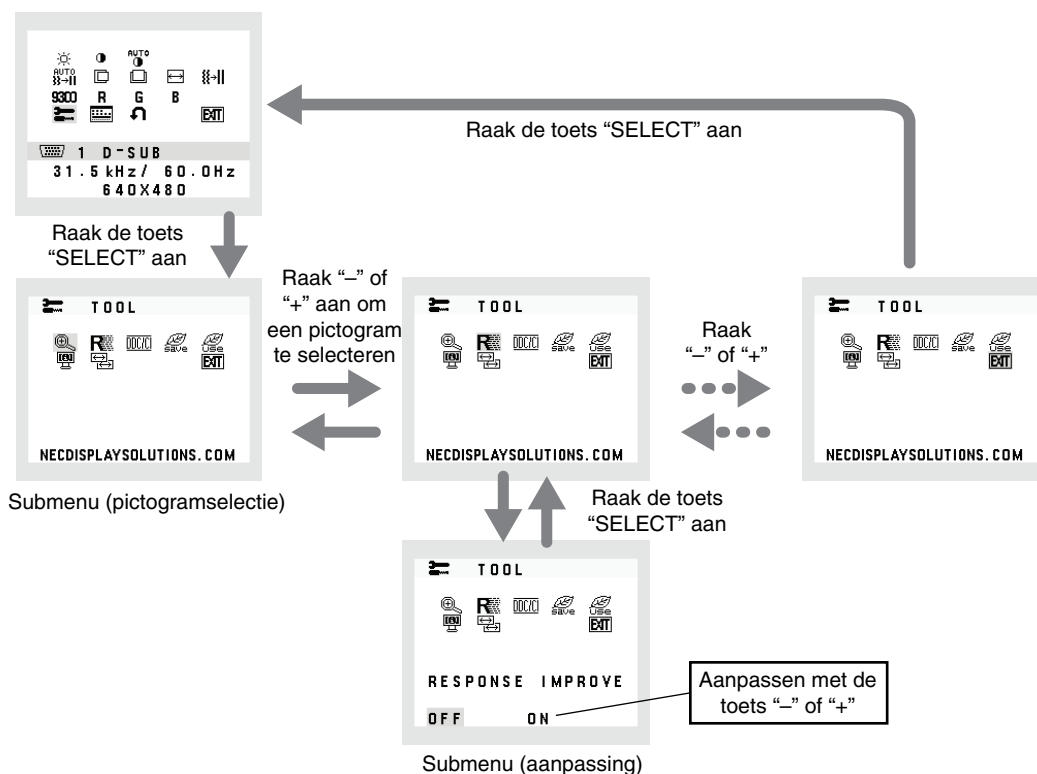 AUTO
AUTO
9300 R G B
EXIT
1 D-SUB
31.5kHz/ 60.0Hz
640X480
Raak de toets “SELECT” aan
Raak de toets
“SELECT” aan
TOOL
R DDC/CI save use
EXIT
NECDISPLAYSOLUTIONS.COM
Submenu (pictogramselectie)
Raak “–” of
“+” aan om
een pictogram
te selecteren
TOOL
R DDC/CI save use
EXIT
NECDISPLAYSOLUTIONS.COM
Raak
“–” of “+”
TOOL
R DDC/CI save use
EXIT
NECDISPLAYSOLUTIONS.COM
Raak de toets
“SELECT” aan
TOOL
R DDC/CI save use
EXIT
RESPONSE IMPROVE
OFF ON
Aanpassen met de
toets “–” of “+”
Submenu (aanpassing)